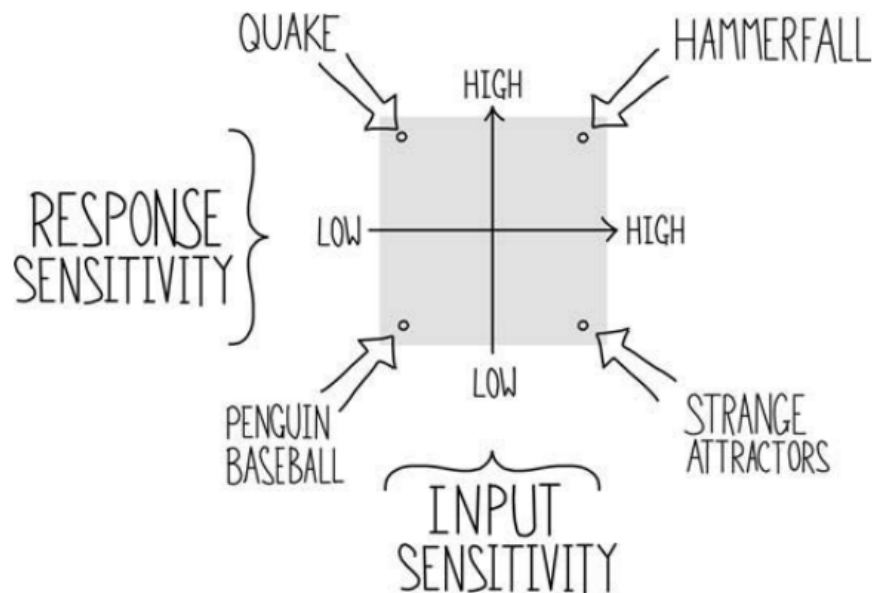 QUAKE
HAMMERFALL
HIGH
RESPONSE
SENSITIVITY
LOW
HIGH
LOW
PENGUIN
BASEBALL
STRANGE
ATTRACTORS
INPUT
SENSITIVITY